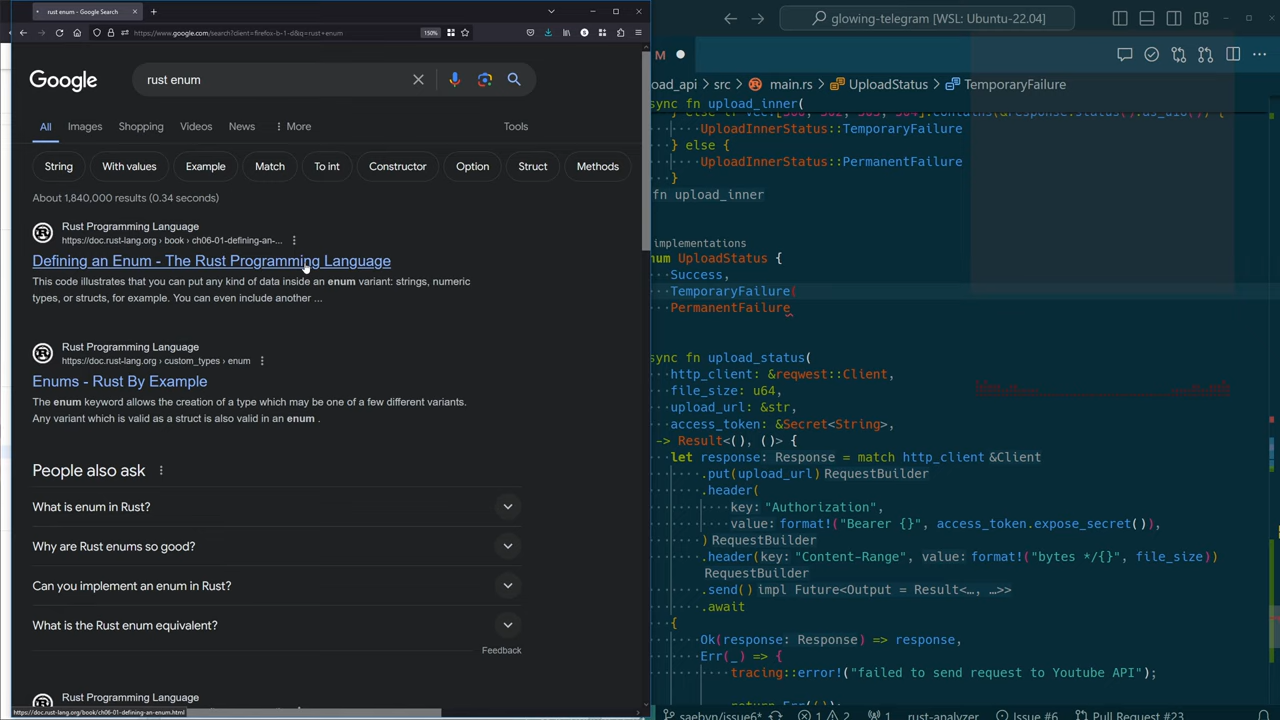 rust enum - Google Search
https://www.google.com/search?client=firefox-b-1-d&q=rust+enum
150%
Google
rust enum
All
Images
Shopping
Videos
News
More
Tools
String
With values
Example
Match
To int
Constructor
Option
Struct
Methods
About 1,840,000 results (0.34 seconds)
Rust Programming Language
https://doc.rust-lang.org › book › ch06-01-defining-an-...
Defining an Enum - The Rust Programming Language
This code illustrates that you can put any kind of data inside an enum variant: strings, numeric
types, or structs, for example. You can even include another ...
Rust Programming Language
https://doc.rust-lang.org › custom_types › enum
Enums - Rust By Example
The enum keyword allows the creation of a type which may be one of a few different variants.
Any variant which is valid as a struct is also valid in an enum .
People also ask
What is enum in Rust?
Why are Rust enums so good?
Can you implement an enum in Rust?
What is the Rust enum equivalent?
Feedback
Rust Programming Language
https://doc.rust-lang.org/book/ch06-01-defining-an-enum.html
glowing-telegram [WSL: Ubuntu-22.04]
M
oad_api › src › main.rs › UploadStatus › TemporaryFailure
sync fn upload_inner(
UploadInnerStatus::TemporaryFailure
} else {
UploadInnerStatus::PermanentFailure
}
fn upload_inner
implementations
num UploadStatus {
Success,
TemporaryFailure(
PermanentFailure
sync fn upload_status(
http_client: &reqwest::Client,
file_size: u64,
upload_url: &str,
access_token: &Secret<String>,
-> Result<(), ()> {
let response: Response = match http_client &Client
.put(upload_url) RequestBuilder
.header(
key: "Authorization",
value: format!("Bearer {}", access_token.expose_secret()),
) RequestBuilder
.header(key: "Content-Range", value: format!("bytes */{}", file_size))
RequestBuilder
.send() impl Future<Output = Result<…, …>>
.await
{
Ok(response: Response) => response,
Err(_) => {
tracing::error!("failed to send request to Youtube API");
return Err(());
saebyn/issue6* 1 2 1 rust-analyzer Issue #6 Pull Request #23